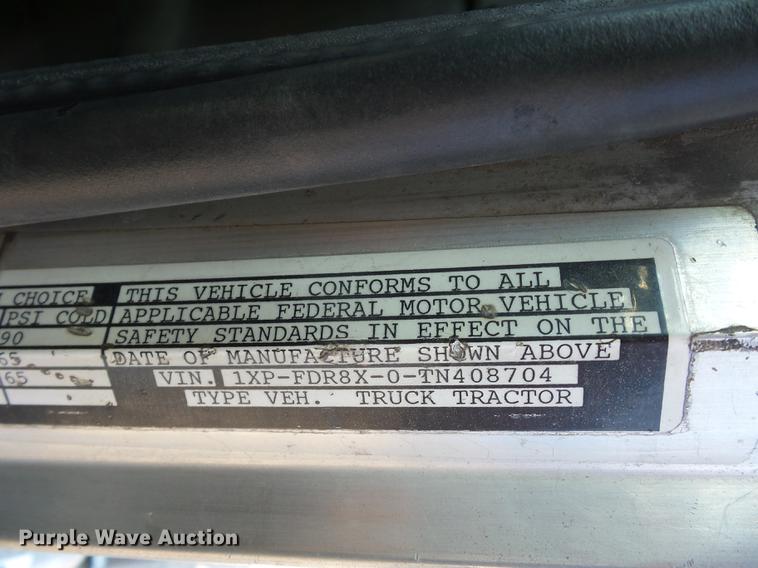 CHOICE THIS VEHICLE CONFORMS TO ALL
PSI COLD APPLICABLE FEDERAL MOTOR VEHICLE
90 SAFETY STANDARDS IN EFFECT ON THE
65 DATE OF MANUFACTURE SHOWN ABOVE
65 VIN. 1XP-FDR8X-0-TN408704
TYPE VEH. TRUCK TRACTOR
Purple Wave Auction